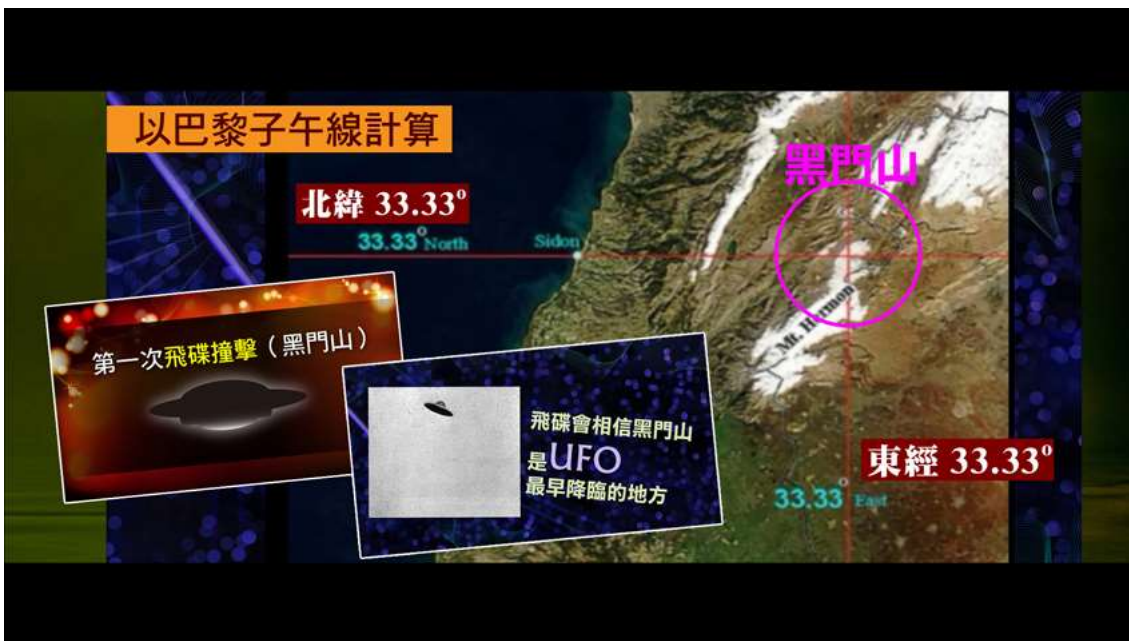 以巴黎子午線計算
黑門山
北緯 33.33°
33.33° North
Sidon
Mt. Hermon
第一次飛碟撞擊（黑門山）
飛碟會相信黑門山
是UFO
最早降臨的地方
東經 33.33°
33.33° East